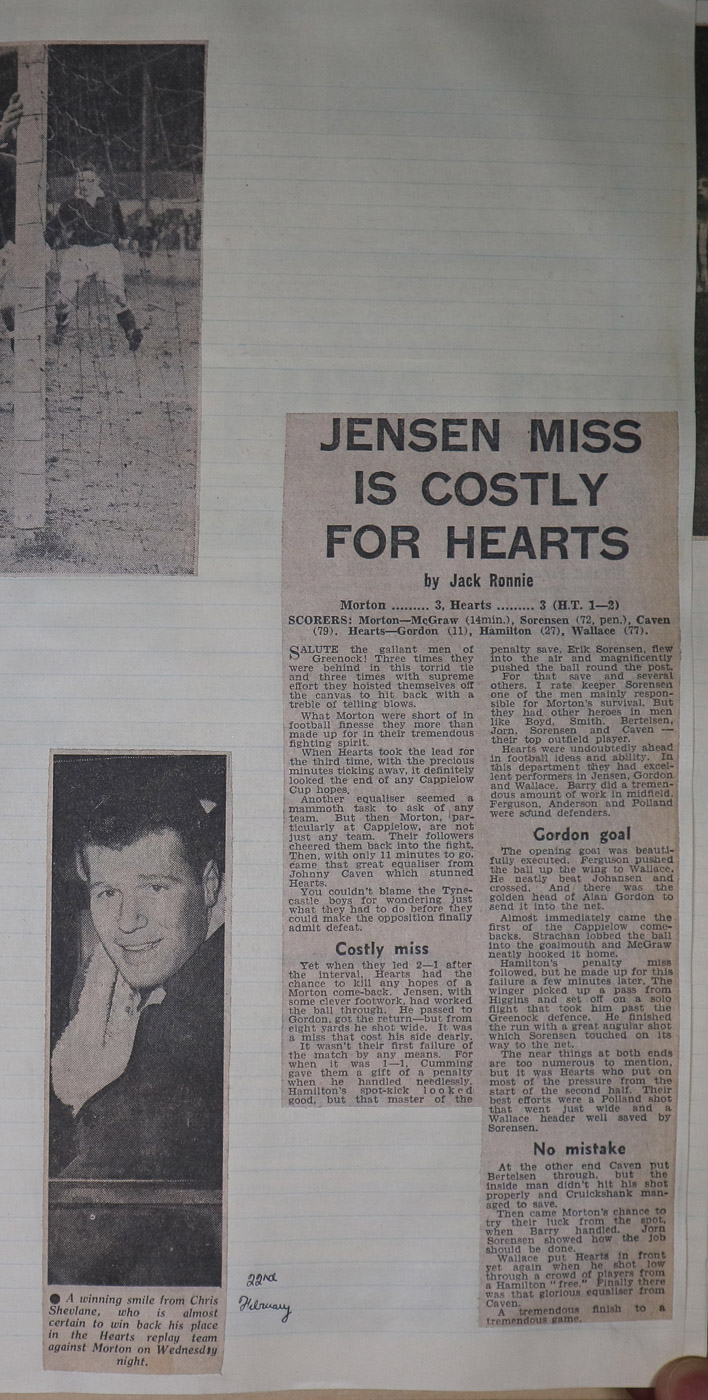 JENSEN MISS
IS COSTLY
FOR HEARTS
by Jack Ronnie
Morton ......... 3, Hearts ......... 3 (H.T. 1—2)
SCORERS: Morton—McGraw (14min.), Sorensen (72, pen.), Caven
(79). Hearts—Gordon (11), Hamilton (27), Wallace (77).
SALUTE the gallant men of
Greenock! Three times they
were behind in this torrid tie
and three times with supreme
effort they hoisted themselves off
the canvas to hit back with a
treble of telling blows.
What Morton were short of in
football finesse they more than
made up for in their tremendous
fighting spirit.
When Hearts took the lead for
the third time, with the precious
minutes ticking away, it definitely
looked the end of any Cappielow
Cup hopes.
Another equaliser seemed a
mammoth task to ask of any
team. But then Morton, par-
ticularly at Cappielow, are not
just any team. Their followers
cheered them back into the fight.
Then, with only 11 minutes to go,
came that great equaliser from
Johnny Caven which stunned
Hearts.
You couldn't blame the Tyne-
castle boys for wondering just
what they had to do before they
could make the opposition finally
admit defeat.
Costly miss
Yet when they led 2—1 after
the interval, Hearts had the
chance to kill any hopes of a
Morton come-back. Jensen, with
some clever footwork, had worked
the ball through. He passed to
Gordon, got the return—but from
eight yards he shot wide. It was
a miss that cost his side dearly.
It wasn't their first failure of
the match by any means. For
when it was 1—1, Cumming
gave them a gift of a penalty
when he handled needlessly.
Hamilton's spot-kick looked
good, but that master of the
penalty save, Erik Sorensen, flew
into the air and magnificently
pushed the ball round the post.
For that save and several
others, I rate keeper Sorensen
one of the men mainly respon-
sible for Morton's survival. But
they had other heroes in men
like Boyd, Smith, Bertelsen,
Jorn, Sorensen and Caven —
their top outfield player.
Hearts were undoubtedly ahead
in football ideas and ability. In
this department they had excel-
lent performers in Jensen, Gordon
and Wallace. Barry did a tremen-
dous amount of work in midfield.
Ferguson, Anderson and Polland
were sound defenders.
Gordon goal
The opening goal was beauti-
fully executed. Ferguson pushed
the ball up the wing to Wallace.
He neatly beat Johansen and
crossed. And there was the
golden head of Alan Gordon to
send it into the net.
Almost immediately came the
first of the Cappielow come-
backs. Strachan lobbed the ball
into the goalmouth and McGraw
neatly hooked it home.
Hamilton's penalty miss
followed, but he made up for this
failure a few minutes later. The
winger picked up a pass from
Higgins and set off on a solo
flight that took him past the
Greenock defence. He finished
the run with a great angular shot
which Sorensen touched on its
way to the net.
The near things at both ends
are too numerous to mention,
but it was Hearts who put on
most of the pressure from the
start of the second half. Their
best efforts were a Polland shot
that went just wide and a
Wallace header well saved by
Sorensen.
No mistake
At the other end Caven put
Bertelsen through, but the
inside man didn't hit his shot
properly and Cruickshank man-
aged to save.
Then came Morton's chance to
try their luck from the spot,
when Barry handled. Jorn
Sorensen showed how the job
should be done.
Wallace put Hearts in front
yet again when he shot low
through a crowd of players from
a Hamilton "free." Finally there
was that glorious equaliser from
Caven.
A tremendous finish to a
tremendous game.
● A winning smile from Chris
Shevlane, who is almost
certain to win back his place
in the Hearts replay team
against Morton on Wednesday
night.
22nd
February